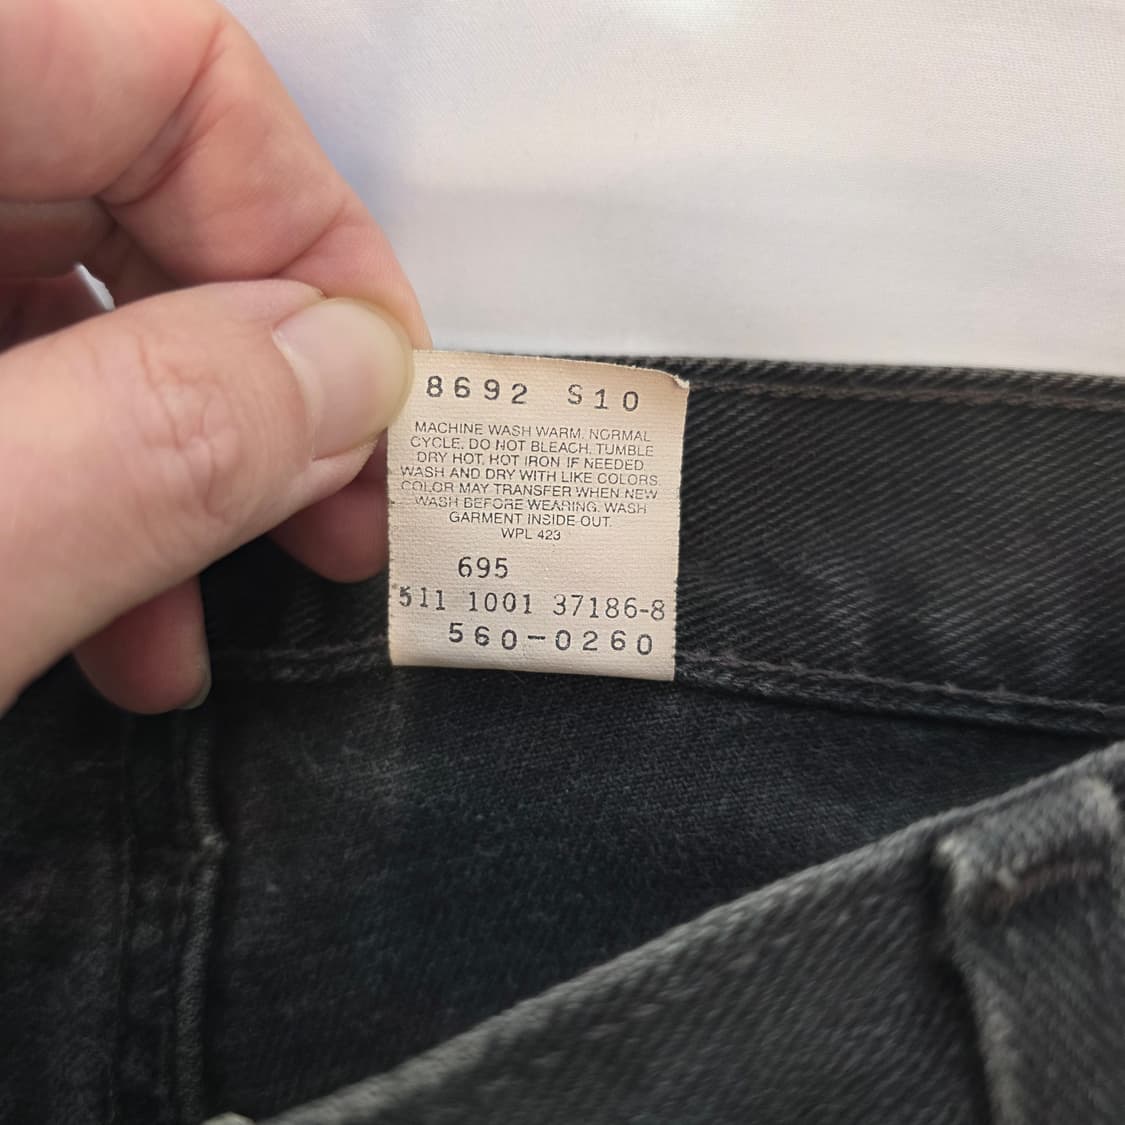 8692 S10
MACHINE WASH WARM. NORMAL
CYCLE. DO NOT BLEACH. TUMBLE
DRY HOT. HOT IRON IF NEEDED
WASH AND DRY WITH LIKE COLORS.
COLOR MAY TRANSFER WHEN NEW
WASH BEFORE WEARING. WASH
GARMENT INSIDE OUT.
WPL 423
695
511 1001 37186-8
560-0260